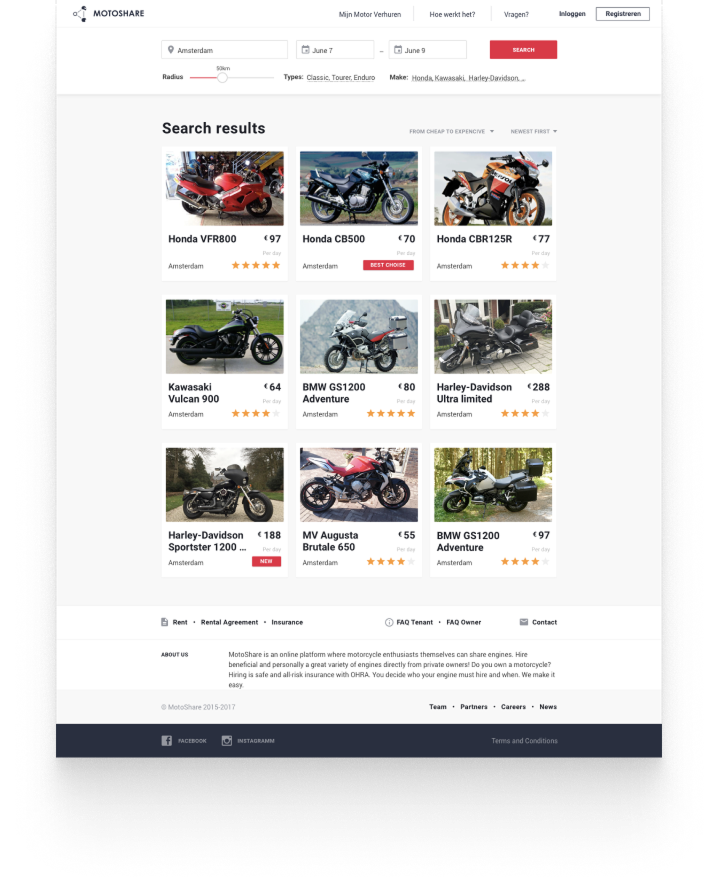 MOTOSHARE
Mijn Motor Verhuren
Hoe werkt het?
Vragen?
Inloggen
Registreren
Amsterdam
June 7
–
June 9
SEARCH
Radius
50km
Types: Classic, Tourer, Enduro
Make: Honda, Kawasaki, Harley-Davidson, ...
Search results
FROM CHEAP TO EXPENCIVE
NEWEST FIRST
Honda VFR800
€ 97
Per day
Amsterdam
Honda CB500
€ 70
Per day
Amsterdam
BEST CHOISE
Honda CBR125R
€ 77
Per day
Amsterdam
Kawasaki
Vulcan 900
€ 64
Per day
Amsterdam
BMW GS1200
Adventure
€ 80
Per day
Amsterdam
Harley-Davidson
Ultra limited
€ 288
Per day
Amsterdam
Harley-Davidson
Sportster 1200 ...
€ 188
Per day
Amsterdam
NEW
MV Augusta
Brutale 650
€ 55
Per day
Amsterdam
BMW GS1200
Adventure
€ 97
Per day
Amsterdam
Rent • Rental Agreement • Insurance
FAQ Tenant • FAQ Owner
Contact
ABOUT US
MotoShare is an online platform where motorcycle enthusiasts themselves can share engines. Hire
beneficial and personally a great variety of engines directly from private owners! Do you own a motorcycle?
Hiring is safe and all-risk insurance with OHRA. You decide who your engine must hire and when. We make it
easy.
© MotoShare 2015-2017
Team • Partners • Careers • News
FACEBOOK
INSTAGRAMM
Terms and Conditions